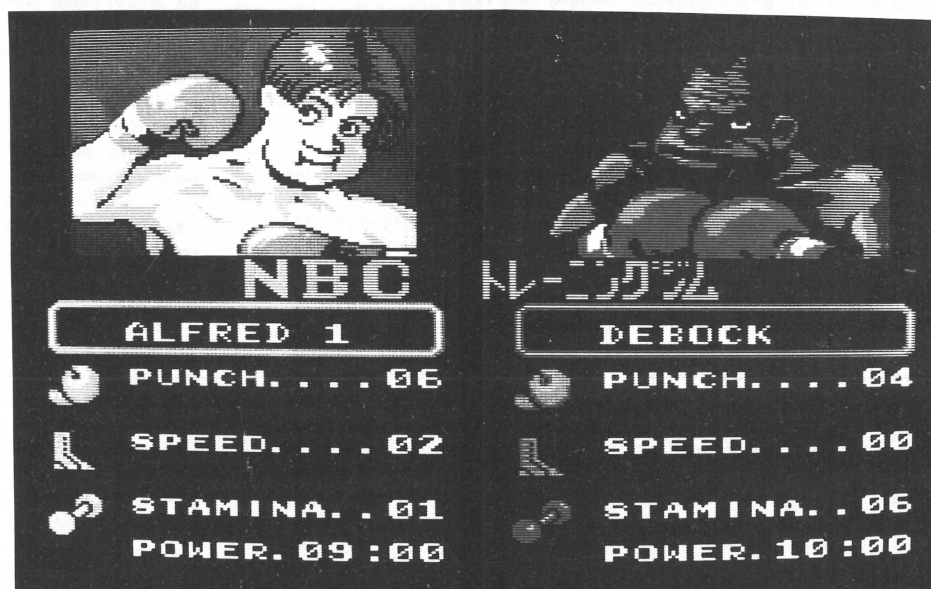 NBC トレーニングジム
ALFRED 1
DEBOCK
PUNCH....06
PUNCH....04
SPEED....02
SPEED....00
STAMINA..01
STAMINA..06
POWER.09:00
POWER.10:00